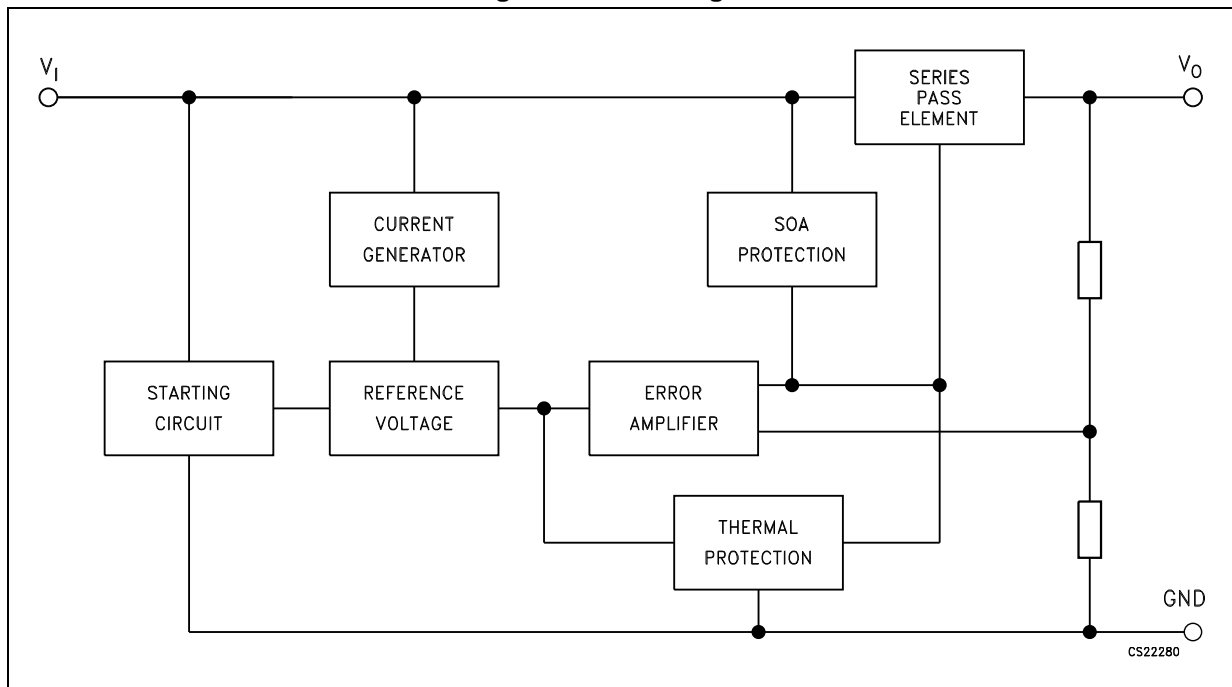 V_I
V_O
SERIES
PASS
ELEMENT
CURRENT
GENERATOR
SOA
PROTECTION
STARTING
CIRCUIT
REFERENCE
VOLTAGE
ERROR
AMPLIFIER
THERMAL
PROTECTION
GND
CS22280